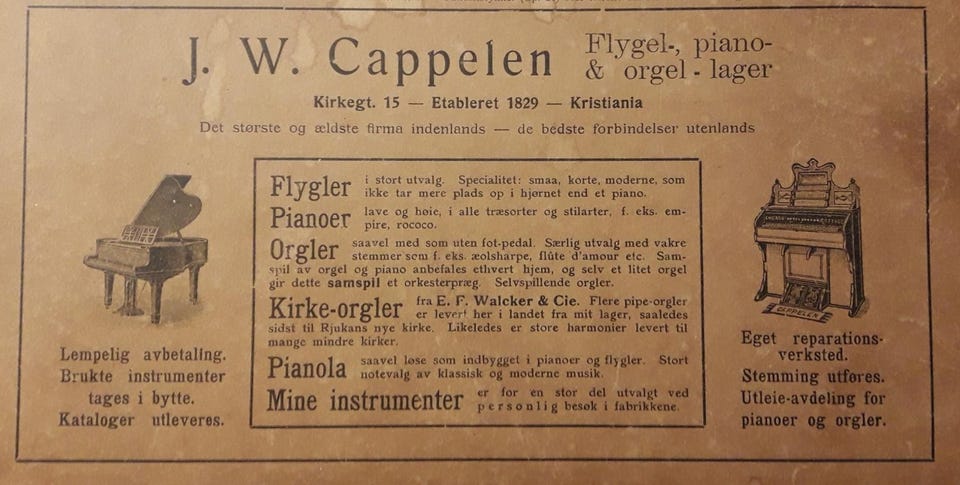 J. W. Cappelen
Flygel-, piano-
& orgel - lager
Kirkegt. 15 — Etableret 1829 — Kristiania
Det største og ældste firma indenlands — de bedste forbindelser utenlands
Flygler i stort utvalg. Specialitet: smaa, korte, moderne, som
ikke tar mere plads op i hjørnet end et piano.
Pianoer lave og høie, i alle træsorter og stilarter, f. eks. em-
pire, rococo.
Orgler saavel med som uten fot-pedal. Særlig utvalg med vakre
stemmer som f. eks. æolsharpe, flûte d'amour etc. Sam-
spil av orgel og piano anbefales ethvert hjem, og selv et litet orgel
gir dette samspil et orkesterpræg. Selvspillende orgler.
Kirke-orgler fra E. F. Walcker & Cie. Flere pipe-orgler
er levert her i landet fra mit lager, saaledes
sidst til Rjukans nye kirke. Likeledes er store harmonier levert til
mange mindre kirker.
Pianola saavel løse som indbygget i pianoer og flygler. Stort
notevalg av klassisk og moderne musik.
Mine instrumenter er for en stor del utvalgt ved
personlig besøk i fabrikkene.
Lempelig avbetaling.
Brukte instrumenter
tages i bytte.
Kataloger utleveres.
CAPPELEN
Eget reparations-
verksted.
Stemming utføres.
Utleie-avdeling for
pianoer og orgler.